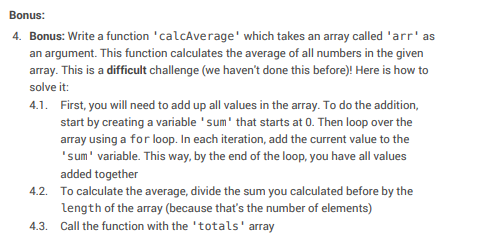 Bonus:
4. Bonus: Write a function 'calcAverage' which takes an array called 'arr' as
an argument. This function calculates the average of all numbers in the given
array. This is a difficult challenge (we haven't done this before)! Here is how to
solve it:
4.1. First, you will need to add up all values in the array. To do the addition,
start by creating a variable 'sum' that starts at 0. Then loop over the
array using a for loop. In each iteration, add the current value to the
'sum' variable. This way, by the end of the loop, you have all values
added together
4.2. To calculate the average, divide the sum you calculated before by the
length of the array (because that's the number of elements)
4.3. Call the function with the 'totals' array